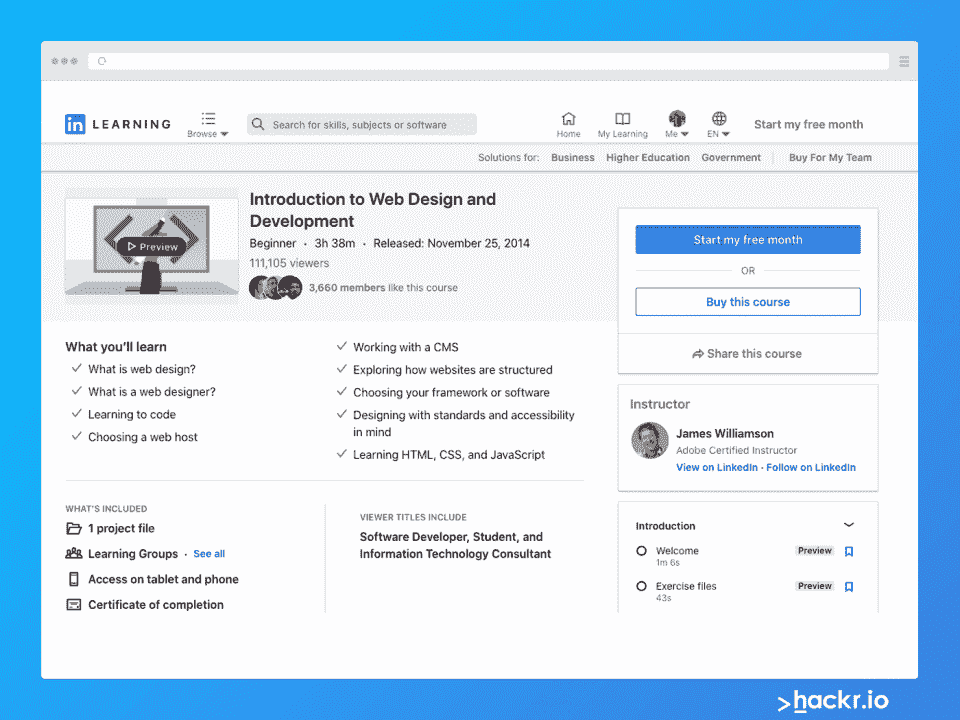 in LEARNING
Browse
Search for skills, subjects or software
Home
My Learning
Me
EN
Start my free month
Solutions for: Business Higher Education Government Buy For My Team
Preview
Introduction to Web Design and
Development
Beginner · 3h 38m · Released: November 25, 2014
111,105 viewers
3,660 members like this course
Start my free month
OR
Buy this course
Share this course
What you'll learn
What is web design?
What is a web designer?
Learning to code
Choosing a web host
Working with a CMS
Exploring how websites are structured
Choosing your framework or software
Designing with standards and accessibility
in mind
Learning HTML, CSS, and JavaScript
Instructor
James Williamson
Adobe Certified Instructor
View on LinkedIn · Follow on LinkedIn
WHAT'S INCLUDED
1 project file
Learning Groups · See all
Access on tablet and phone
Certificate of completion
VIEWER TITLES INCLUDE
Software Developer, Student, and
Information Technology Consultant
Introduction
Welcome Preview
1m 6s
Exercise files Preview
43s
>hackr.io